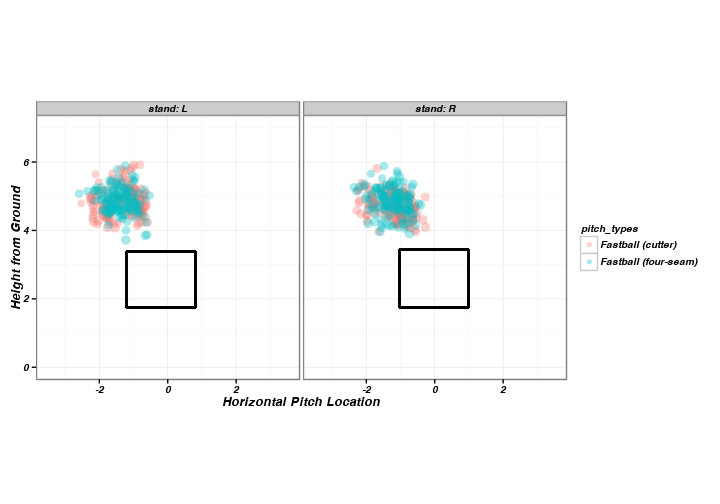 stand: L
stand: R
Height from Ground
6
4
2
0
-2
0
2
-2
0
2
Horizontal Pitch Location
pitch_types
Fastball (cutter)
Fastball (four-seam)